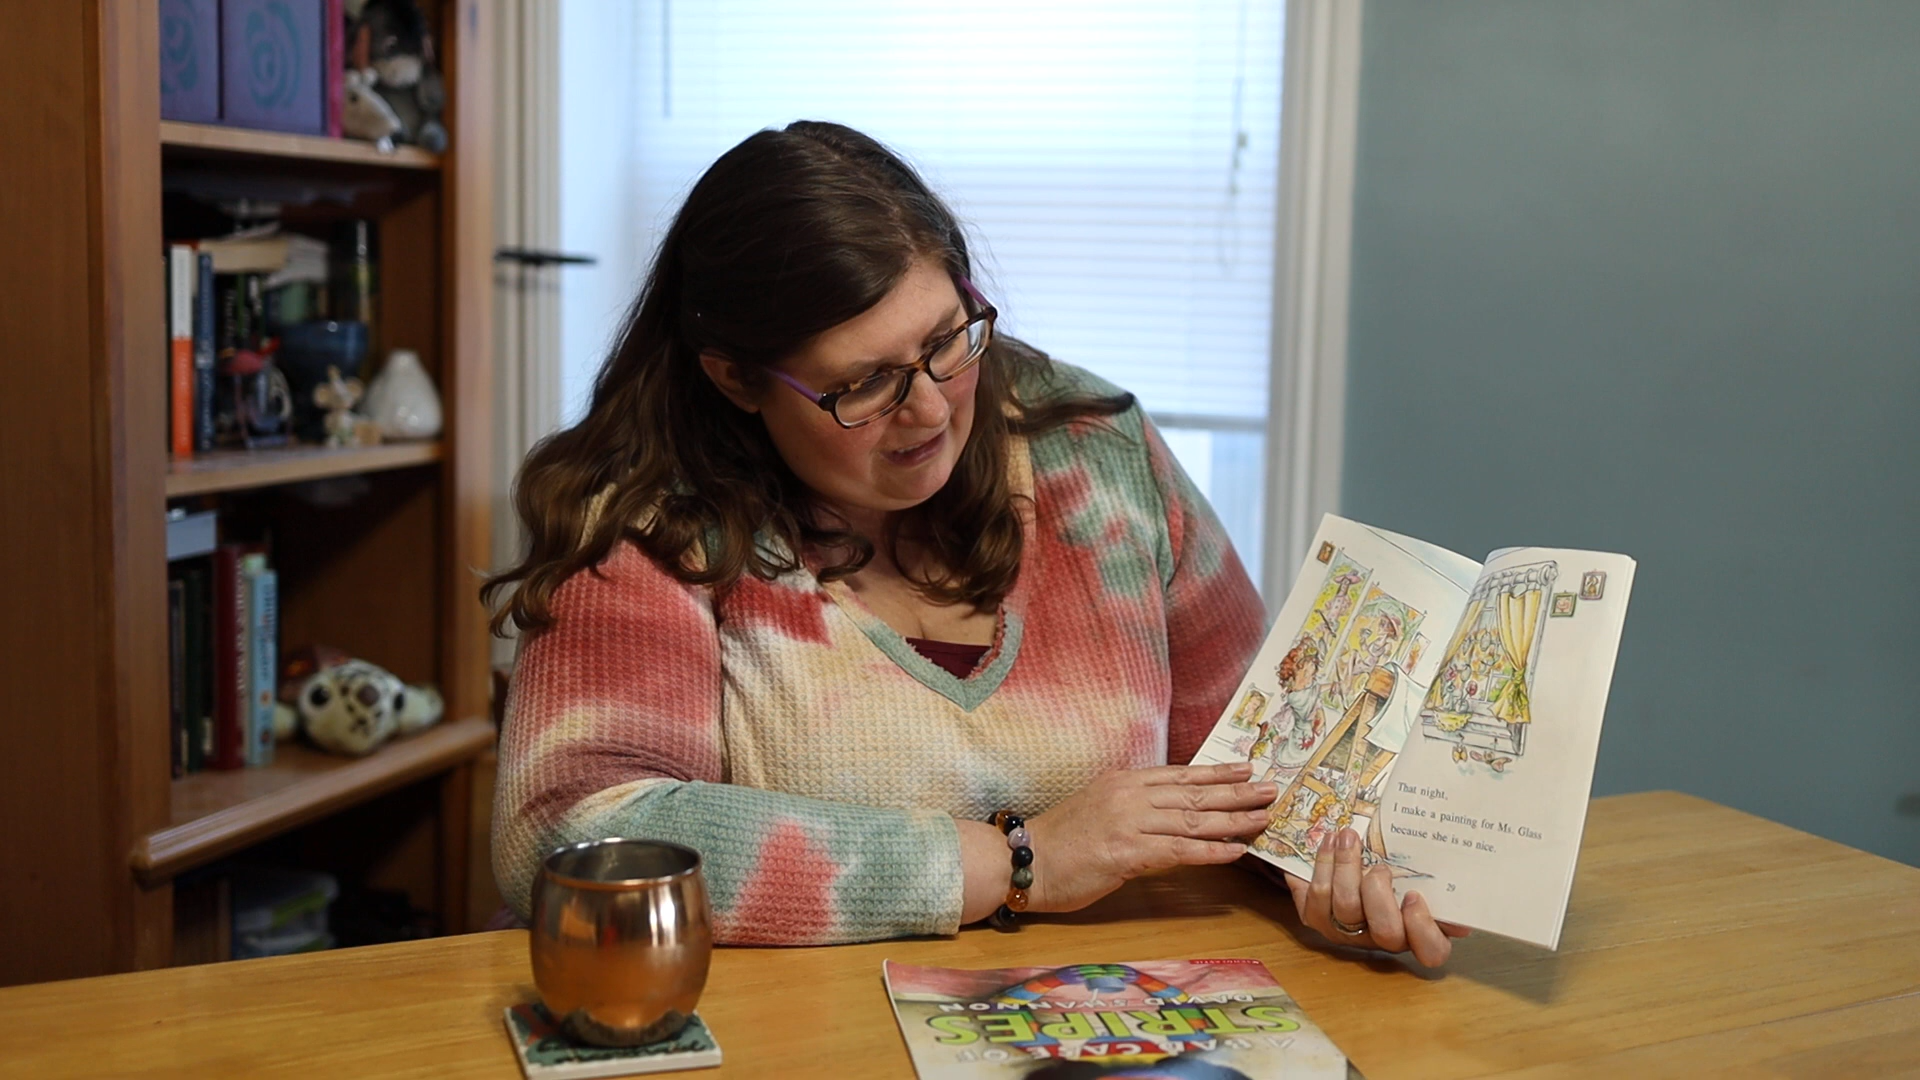 That night,
I make a painting for Ms. Glass
because she is so nice.
29
SCHOLASTIC
DAVID SHANNON
STRIPES
A BAD CASE OF